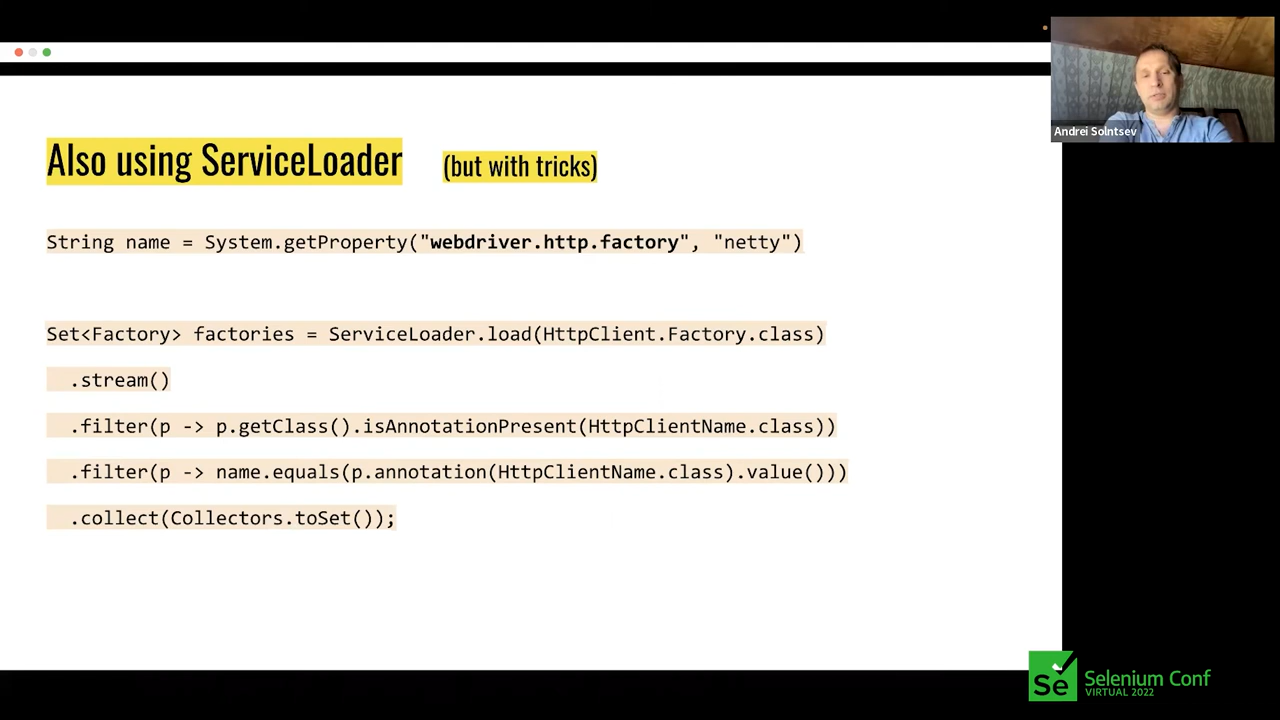 Andrei Solntsev
Also using ServiceLoader (but with tricks)
String name = System.getProperty("webdriver.http.factory", "netty")
Set<Factory> factories = ServiceLoader.load(HttpClient.Factory.class)
.stream()
.filter(p -> p.getClass().isAnnotationPresent(HttpClientName.class))
.filter(p -> name.equals(p.annotation(HttpClientName.class).value()))
.collect(Collectors.toSet());
Se Selenium Conf
VIRTUAL 2022